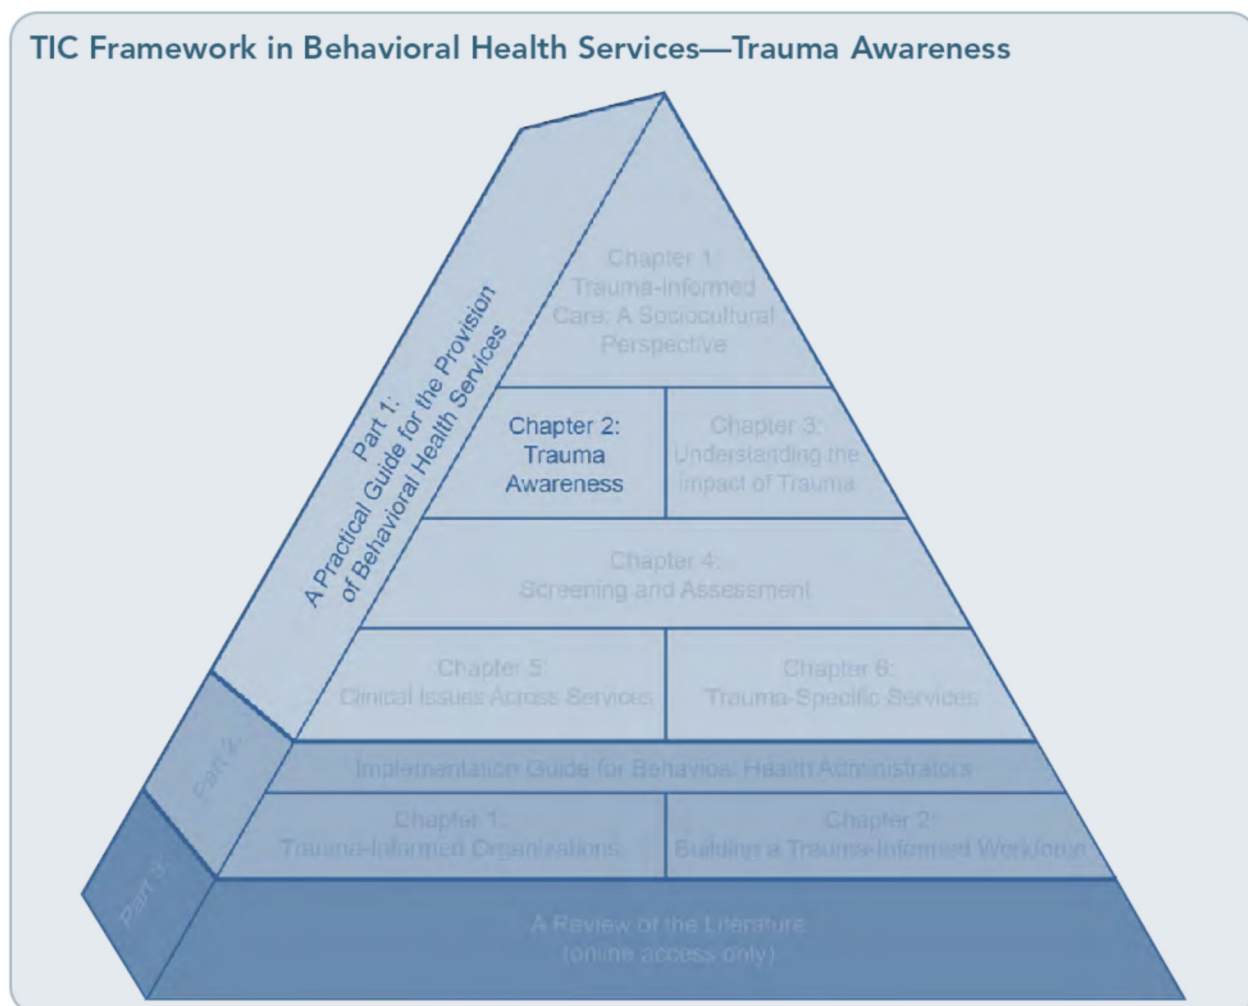 TIC Framework in Behavioral Health Services—Trauma Awareness
Part 1:
A Practical Guide for the Provision
of Behavioral Health Services
Chapter 1:
Trauma-Informed
Care: A Sociocultural
Perspective
Chapter 2:
Trauma
Awareness
Chapter 3:
Understanding the
Impact of Trauma
Chapter 4:
Screening and Assessment
Chapter 5:
Clinical Issues Across Services
Chapter 6:
Trauma-Specific Services
Part 2:
Implementation Guide for Behavioral Health Administrators
Chapter 1:
Trauma-Informed Organizations
Chapter 2:
Building a Trauma-Informed Workforce
Part 3:
A Review of the Literature
(online access only)